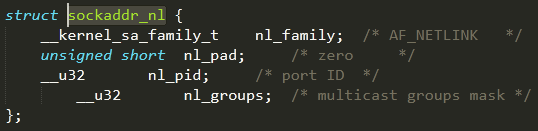 struct sockaddr_nl {
__kernel_sa_family_t nl_family; /* AF_NETLINK */
unsigned short nl_pad; /* zero */
__u32 nl_pid; /* port ID */
__u32 nl_groups; /* multicast groups mask */
};